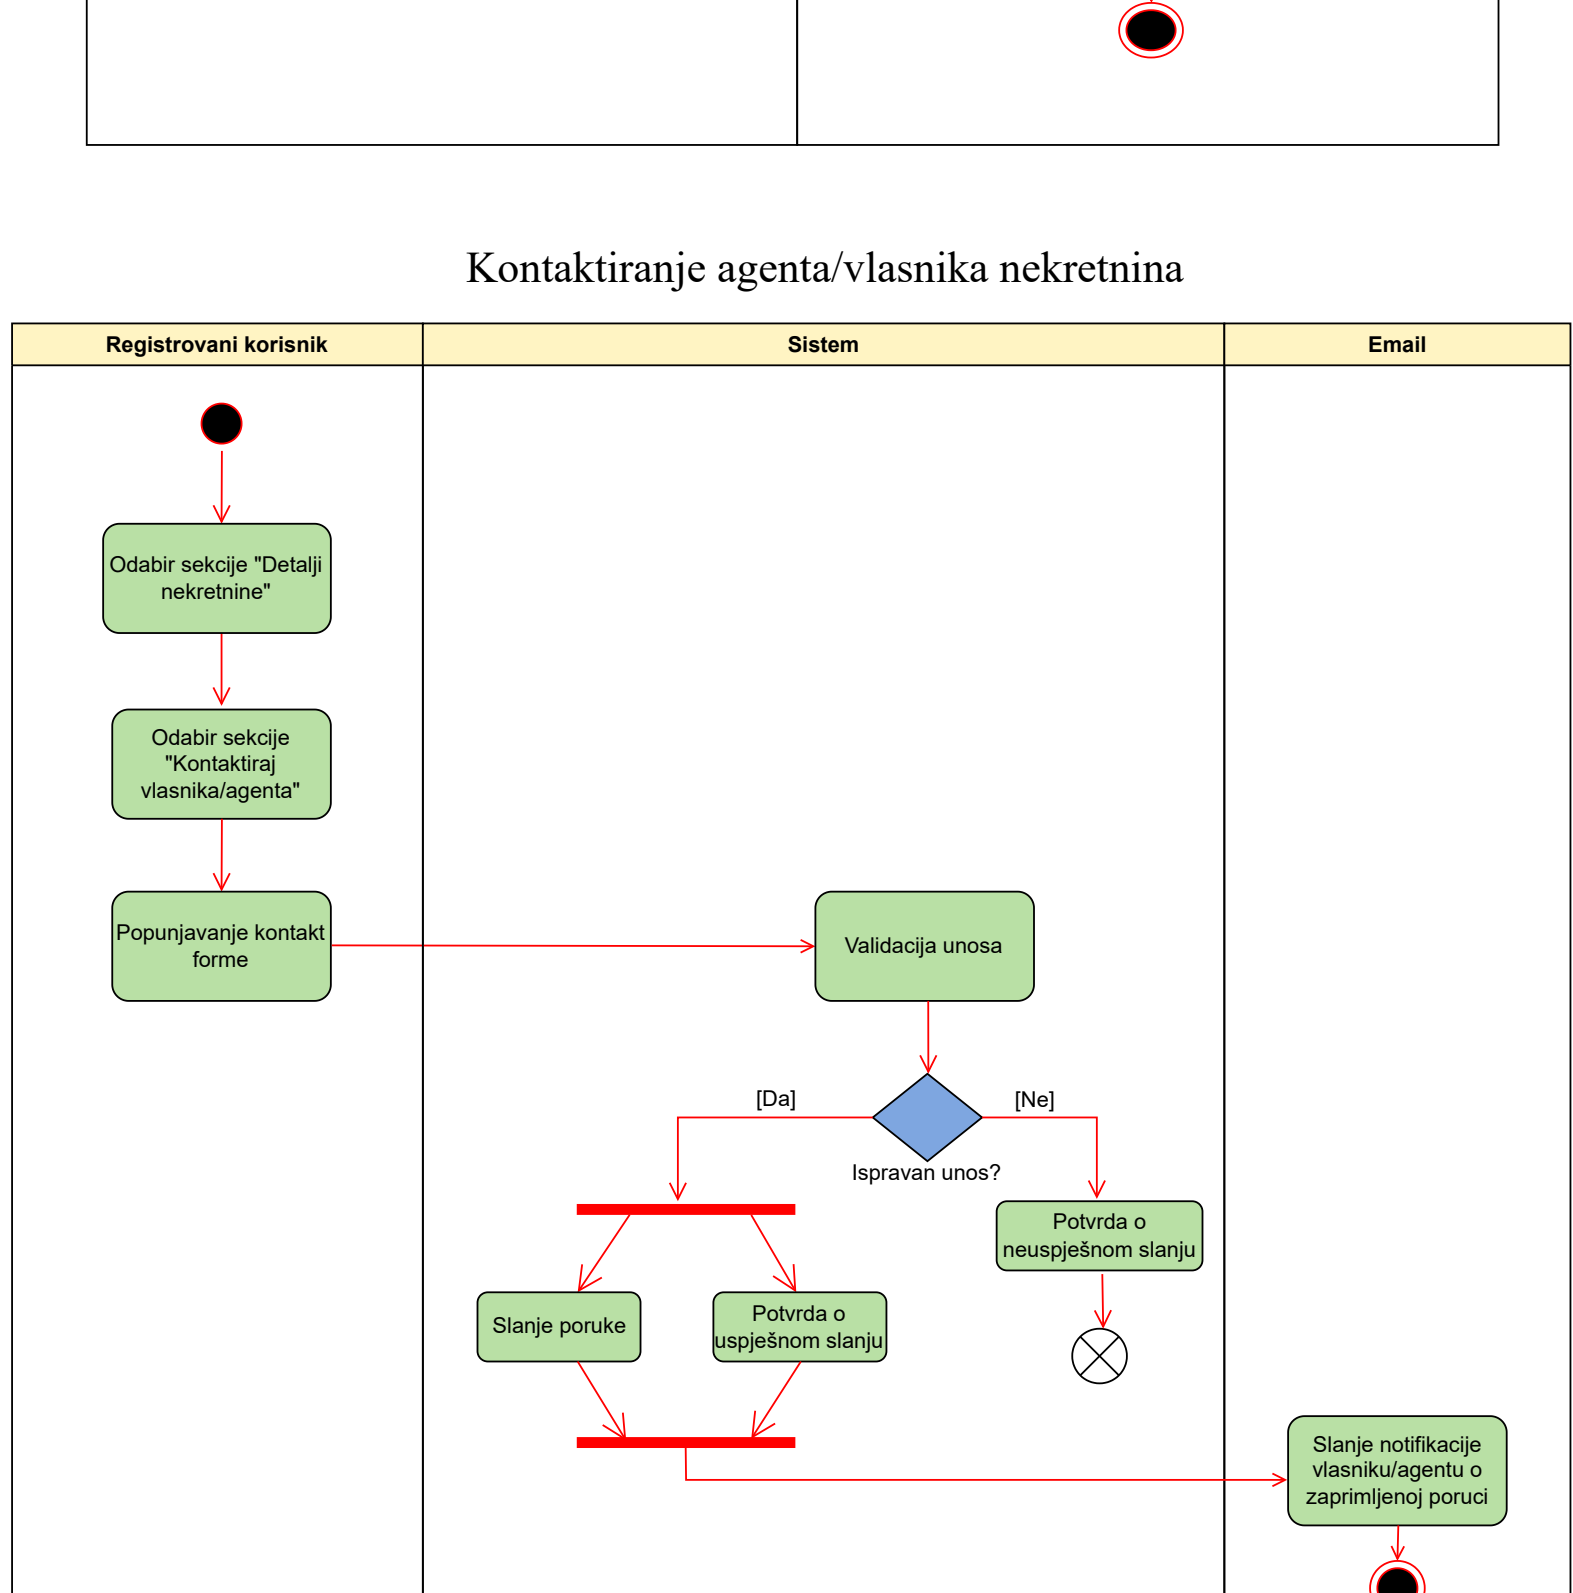 Kontaktiranje agenta/vlasnika nekretnina
Registrovani korisnik
Sistem
Email
Odabir sekcije "Detalji
nekretnine"
Odabir sekcije
"Kontaktiraj
vlasnika/agenta"
Popunjavanje kontakt
forme
Validacija unosa
[Da]
[Ne]
Ispravan unos?
Potvrda o
neuspješnom slanju
Slanje poruke
Potvrda o
uspješnom slanju
Slanje notifikacije
vlasniku/agentu o
zaprimljenoj poruci